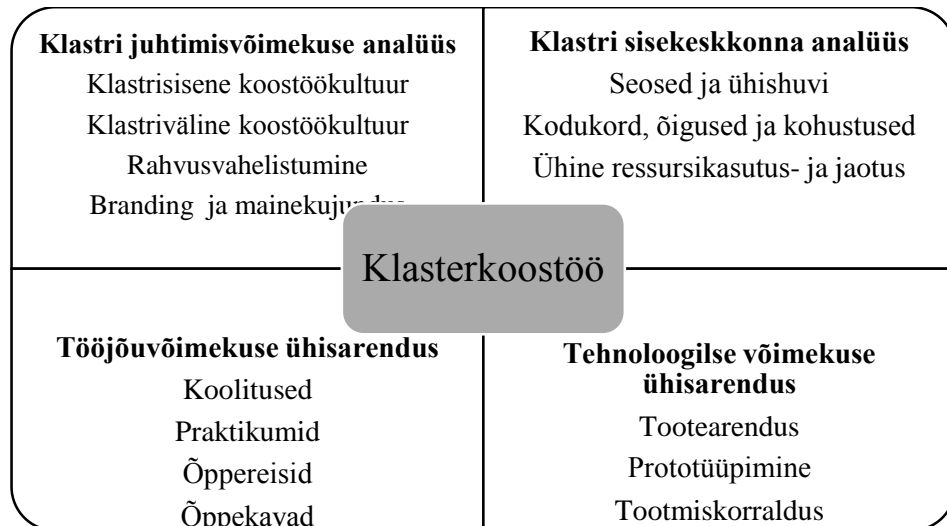 Klastri juhtimisvõimekuse analüüs
Klastrisisene koostöökultuur
Klastriväline koostöökultuur
Rahvusvahelistumine
Branding ja mainekujundus
Klastri sisekeskkonna analüüs
Seosed ja ühishuvi
Kodukord, õigused ja kohustused
Ühine ressursikasutus- ja jaotus
Klasterkoostöö
Tööjõuvõimekuse ühisarendus
Koolitused
Praktikumid
Õppereisid
Õppekavad
Tehnoloogilse võimekuse
ühisarendus
Tootearendus
Prototüüpimine
Tootmiskorraldus